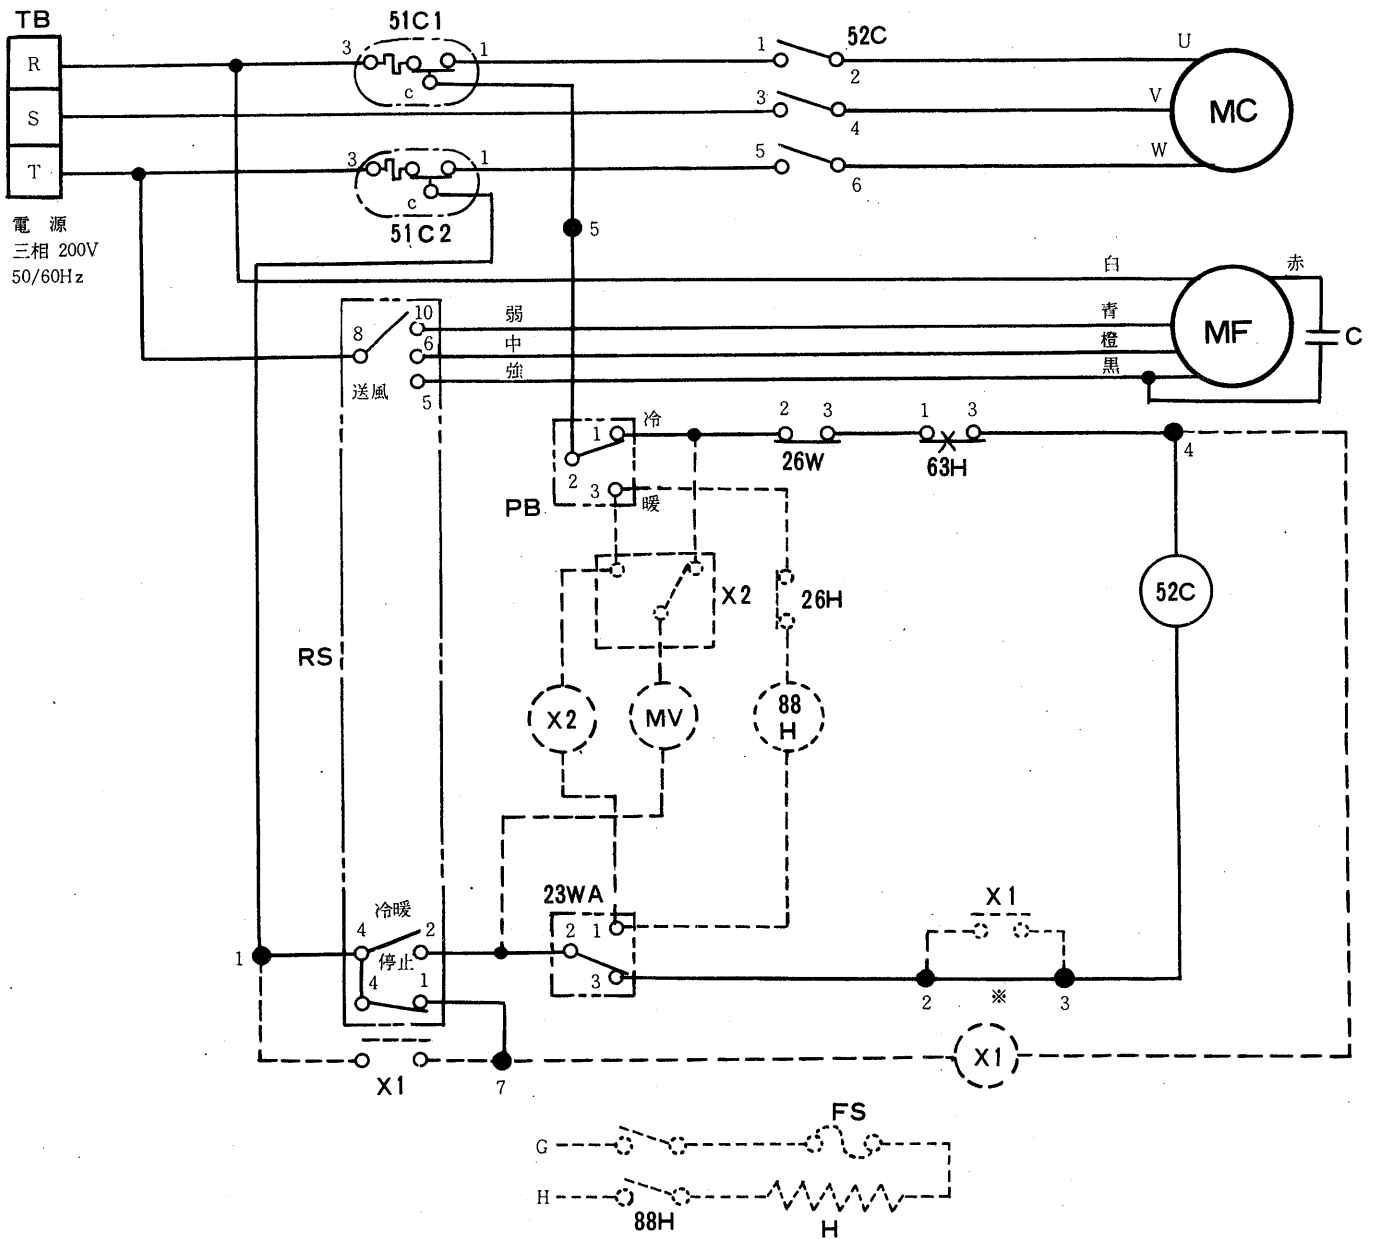 TB
R
S
T
電 源
三相 200V
50/60Hz
3
51C1
1
c
3
1
c
51C2
1
52C
2
3
4
5
6
U
V
W
MC
5
白
赤
青
橙
黒
MF
C
8
10
6
5
弱
中
強
送風
RS
1
冷
2
3
暖
PB
2
3
26W
1
3
63H
4
X2
26H
52C
X2
MV
88
H
23WA
2
1
3
冷暖
4
2
停止
4
1
1
X1
7
X1
2
※
3
X1
FS
G
H
88H
H